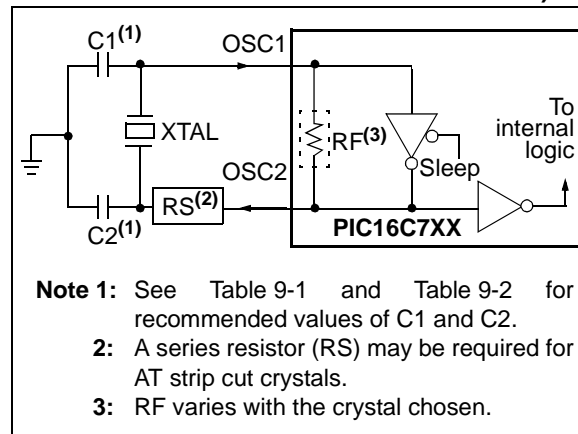 C1(1)
OSC1
To
internal
logic
XTAL
RF(3)
Sleep
OSC2
RS(2)
C2(1)
PIC16C7XX
Note 1: See Table 9-1 and Table 9-2 for
recommended values of C1 and C2.
2: A series resistor (RS) may be required for
AT strip cut crystals.
3: RF varies with the crystal chosen.